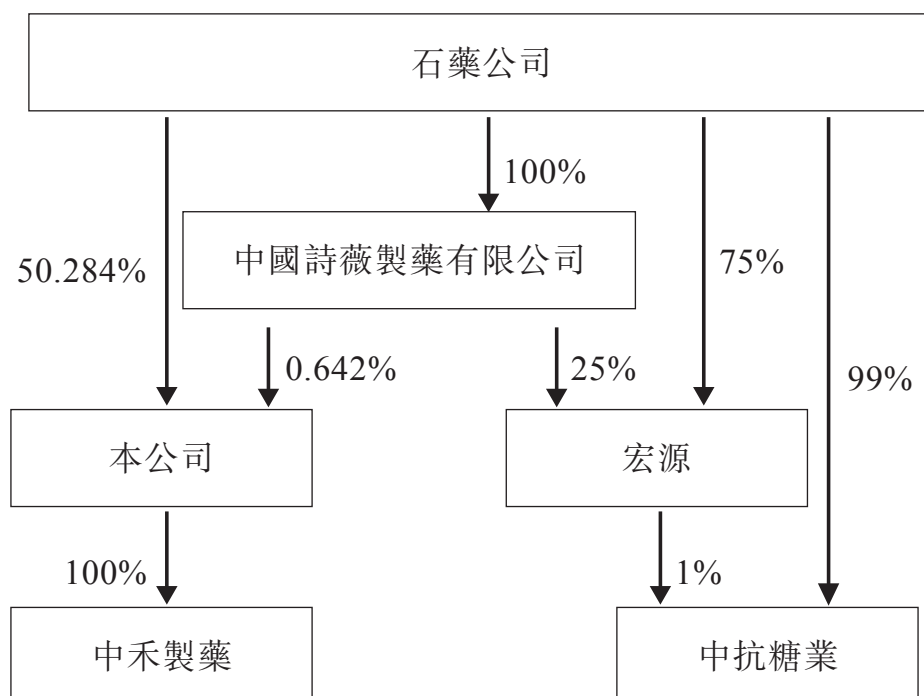 石藥公司
100%
中國詩薇製藥有限公司
50.284%
75%
0.642%
25%
99%
本公司
宏源
100%
1%
中禾製藥
中抗糖業